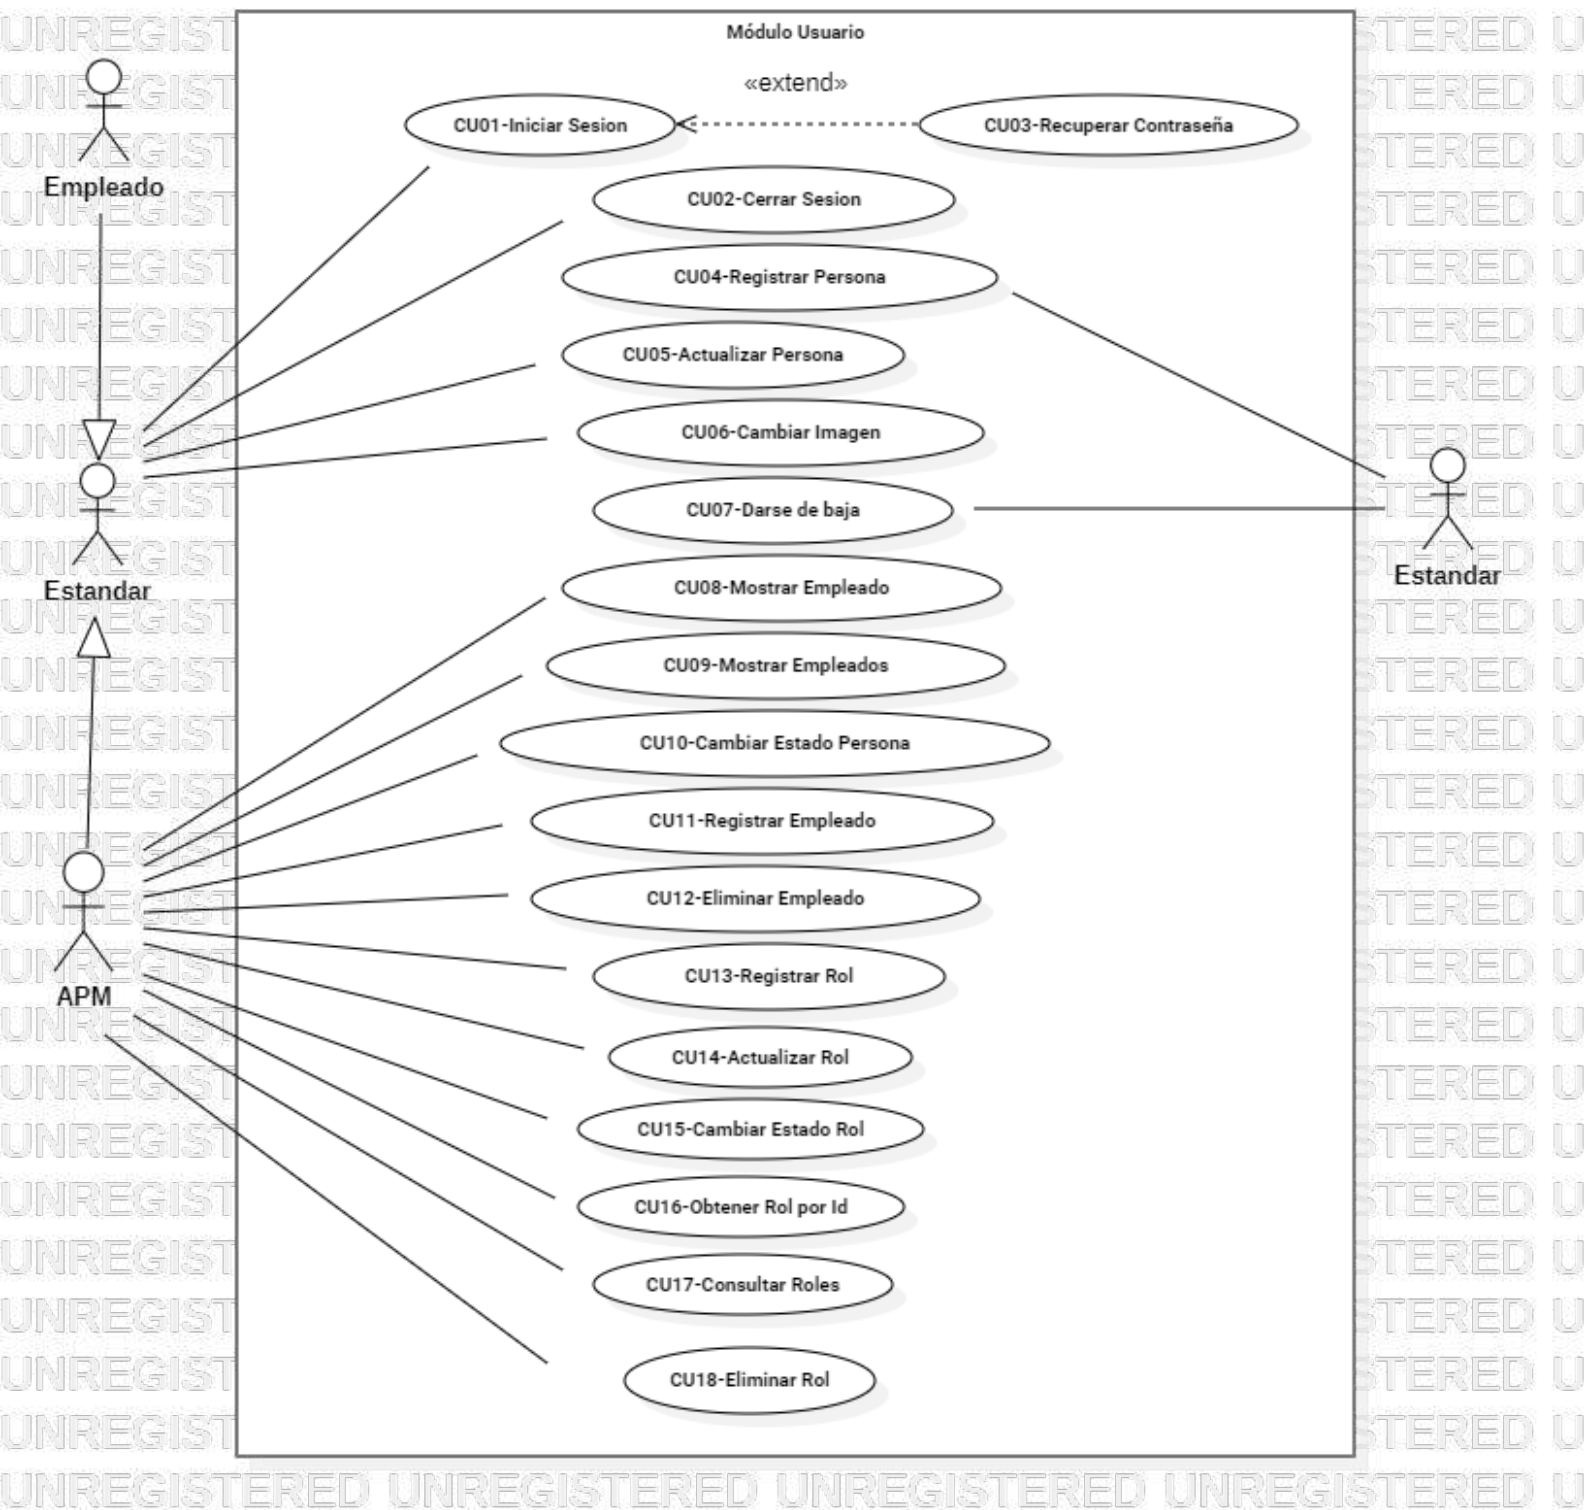 Módulo Usuario
«extend»
CU01-Iniciar Sesion
CU03-Recuperar Contraseña
Empleado
CU02-Cerrar Sesion
CU04-Registrar Persona
CU05-Actualizar Persona
CU06-Cambiar Imagen
CU07-Darse de baja
Estandar
Estandar
CU08-Mostrar Empleado
CU09-Mostrar Empleados
CU10-Cambiar Estado Persona
CU11-Registrar Empleado
CU12-Eliminar Empleado
CU13-Registrar Rol
APM
CU14-Actualizar Rol
CU15-Cambiar Estado Rol
CU16-Obtener Rol por Id
CU17-Consultar Roles
CU18-Eliminar Rol
UNREGISTERED UNREGISTERED UNREGISTERED UNREGISTERED U